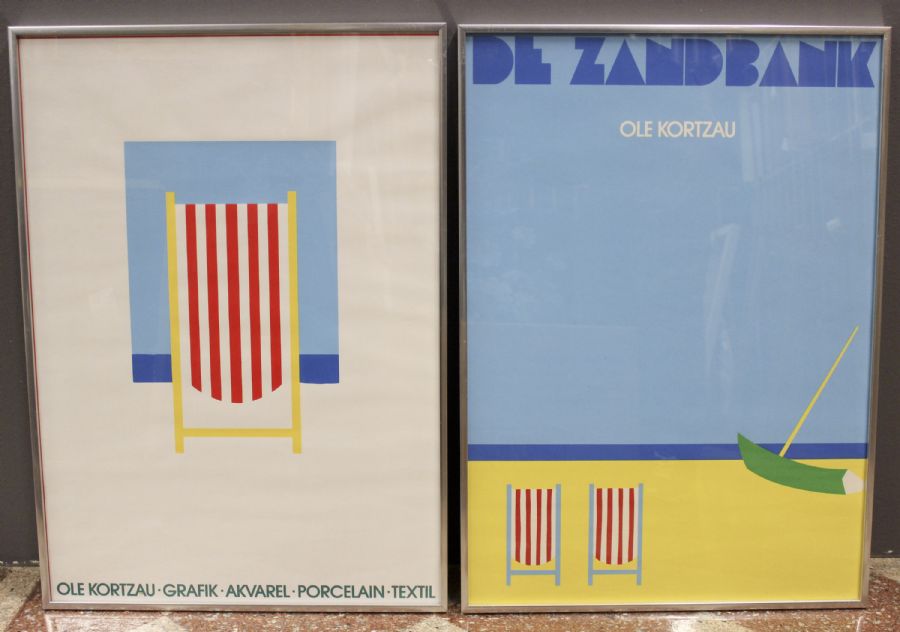 OLE KORTZAU · GRAFIK · AKVAREL · PORCELAIN · TEXTIL
DE ZANDBANK
OLE KORTZAU